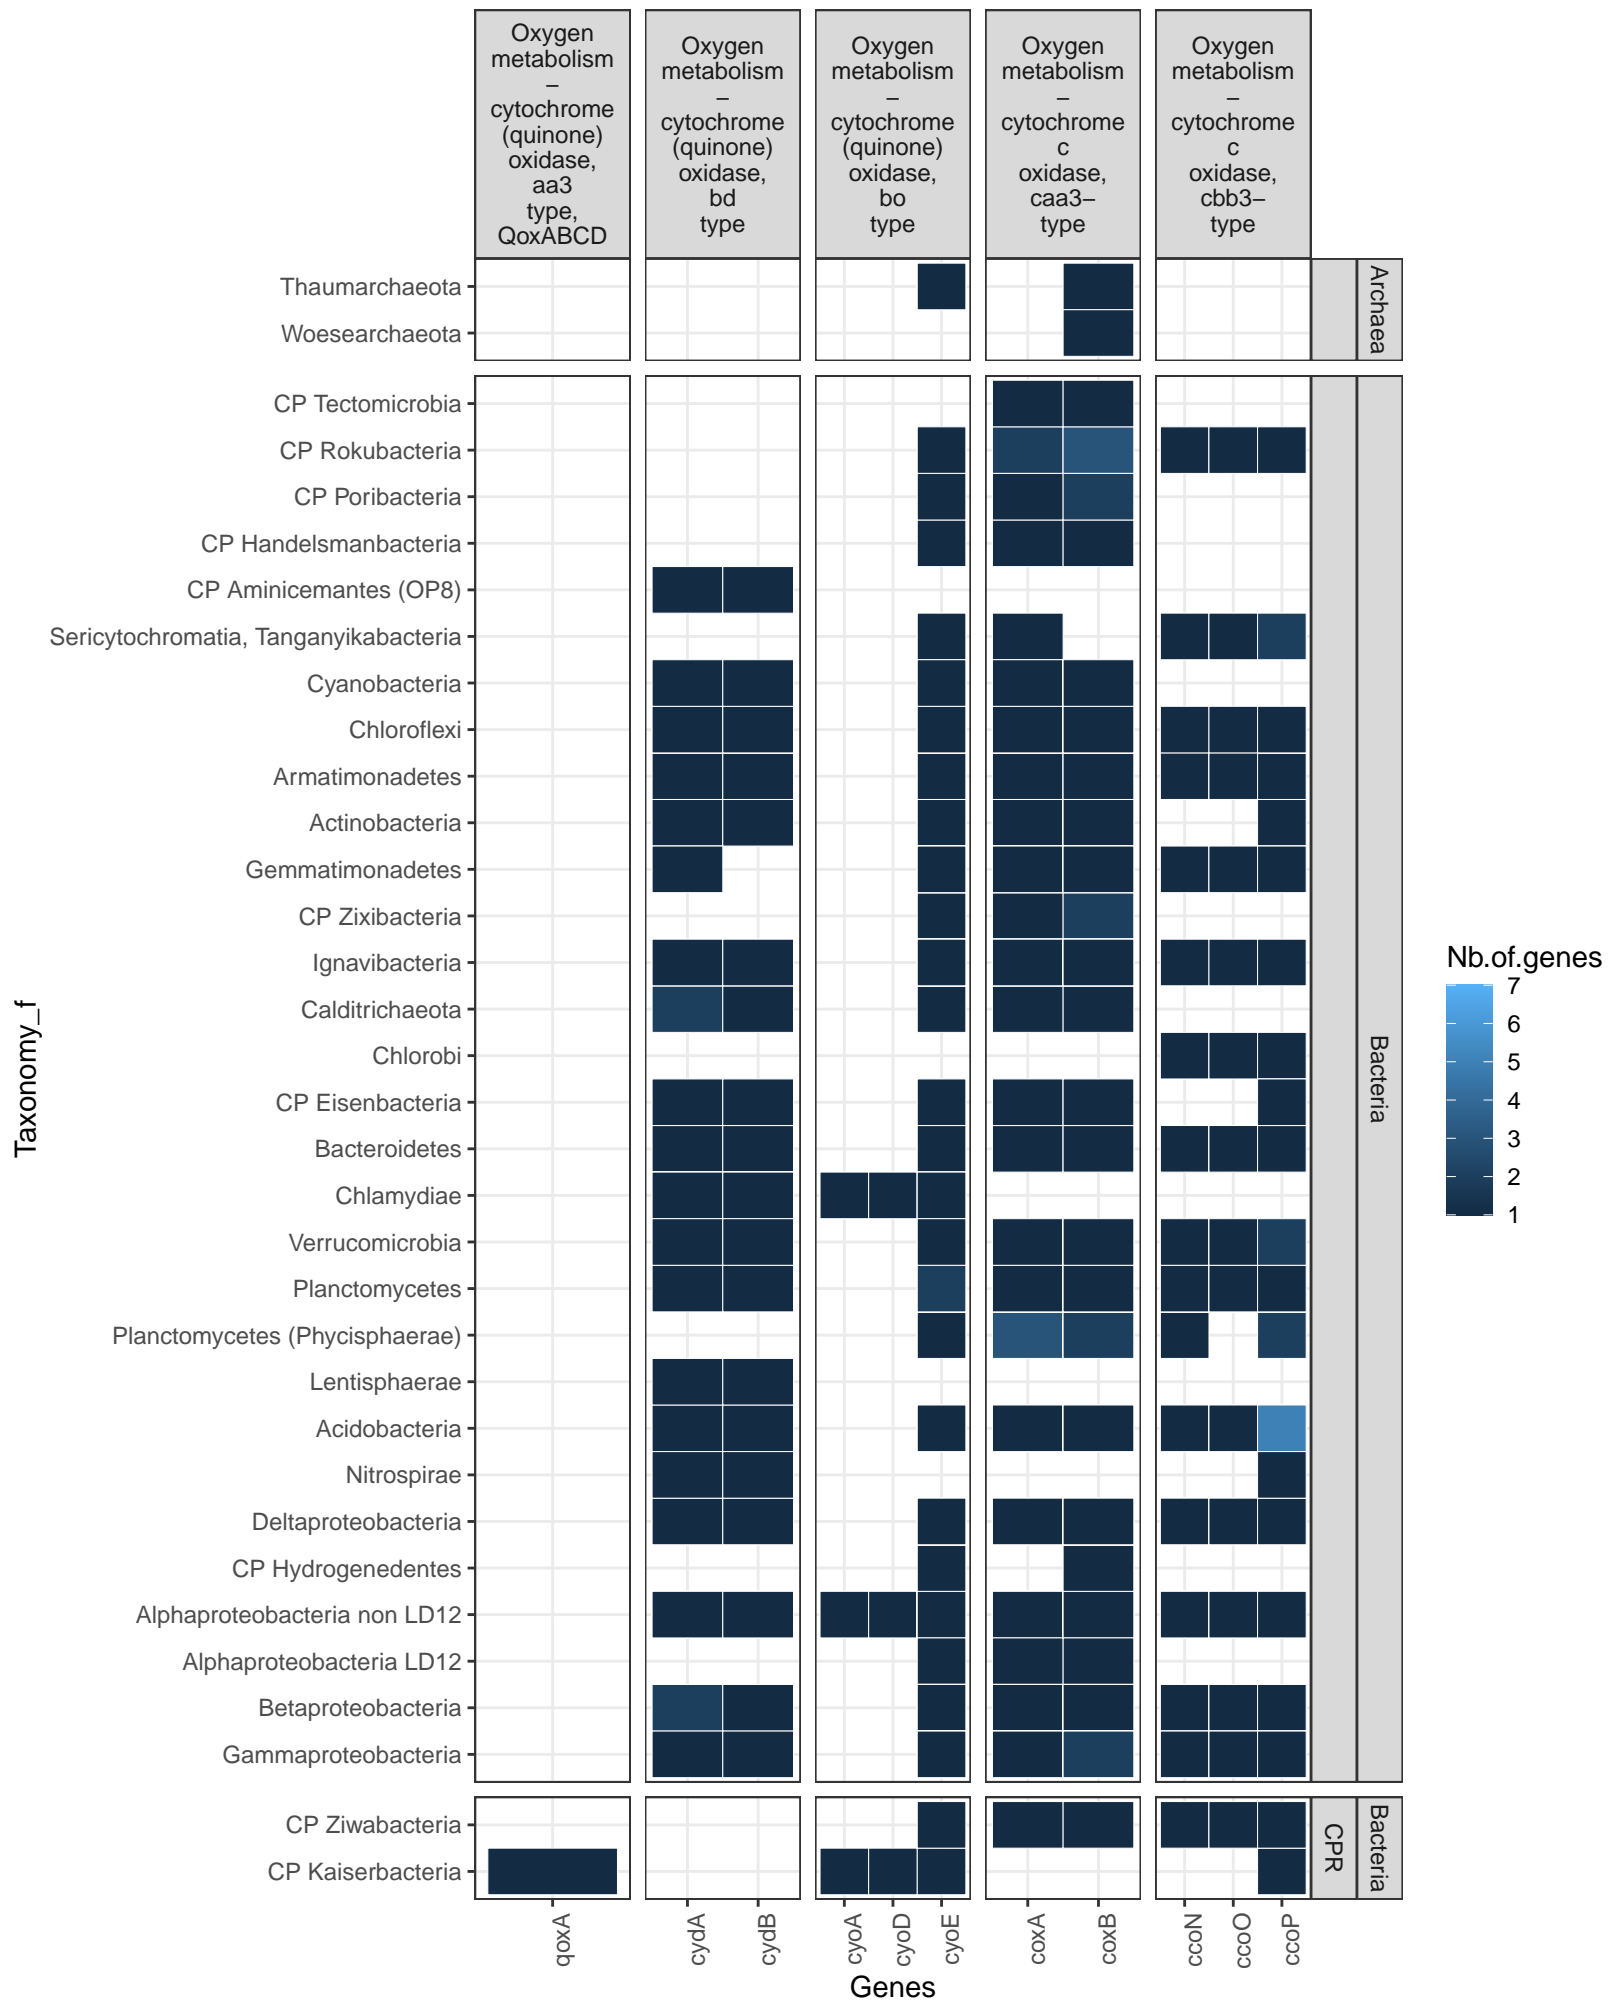 Oxygen
metabolism
–
cytochrome
(quinone)
oxidase,
aa3
type,
QoxABCD
Oxygen
metabolism
–
cytochrome
(quinone)
oxidase,
bd
type
Oxygen
metabolism
–
cytochrome
(quinone)
oxidase,
bo
type
Oxygen
metabolism
–
cytochrome
c
oxidase,
caa3–
type
Oxygen
metabolism
–
cytochrome
c
oxidase,
cbb3–
type
Thaumarchaeota
Woesearchaeota
Archaea
CP Tectomicrobia
CP Rokubacteria
CP Poribacteria
CP Handelsmanbacteria
CP Aminicemantes (OP8)
Sericytochromatia, Tanganyikabacteria
Cyanobacteria
Chloroflexi
Armatimonadetes
Actinobacteria
Gemmatimonadetes
CP Zixibacteria
Ignavibacteria
Calditrichaeota
Chlorobi
CP Eisenbacteria
Bacteroidetes
Chlamydiae
Verrucomicrobia
Planctomycetes
Planctomycetes (Phycisphaerae)
Lentisphaerae
Acidobacteria
Nitrospirae
Deltaproteobacteria
CP Hydrogenedentes
Alphaproteobacteria non LD12
Alphaproteobacteria LD12
Betaproteobacteria
Gammaproteobacteria
Bacteria
CP Ziwabacteria
CP Kaiserbacteria
CPR
Bacteria
Taxonomy_f
qoxA
cydA
cydB
cyoA
cyoD
cyoE
coxA
coxB
ccoN
ccoO
ccoP
Genes
Nb.of.genes
7
6
5
4
3
2
1